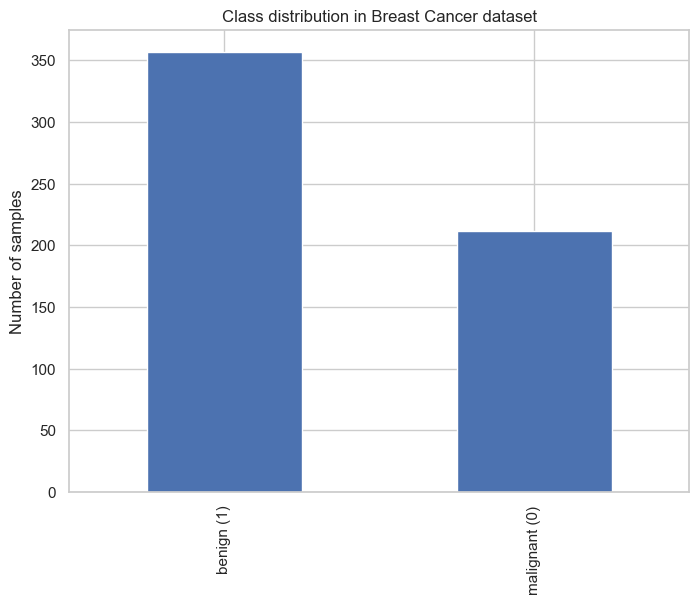 Class distribution in Breast Cancer dataset
Number of samples
350
300
250
200
150
100
50
0
benign (1)
malignant (0)